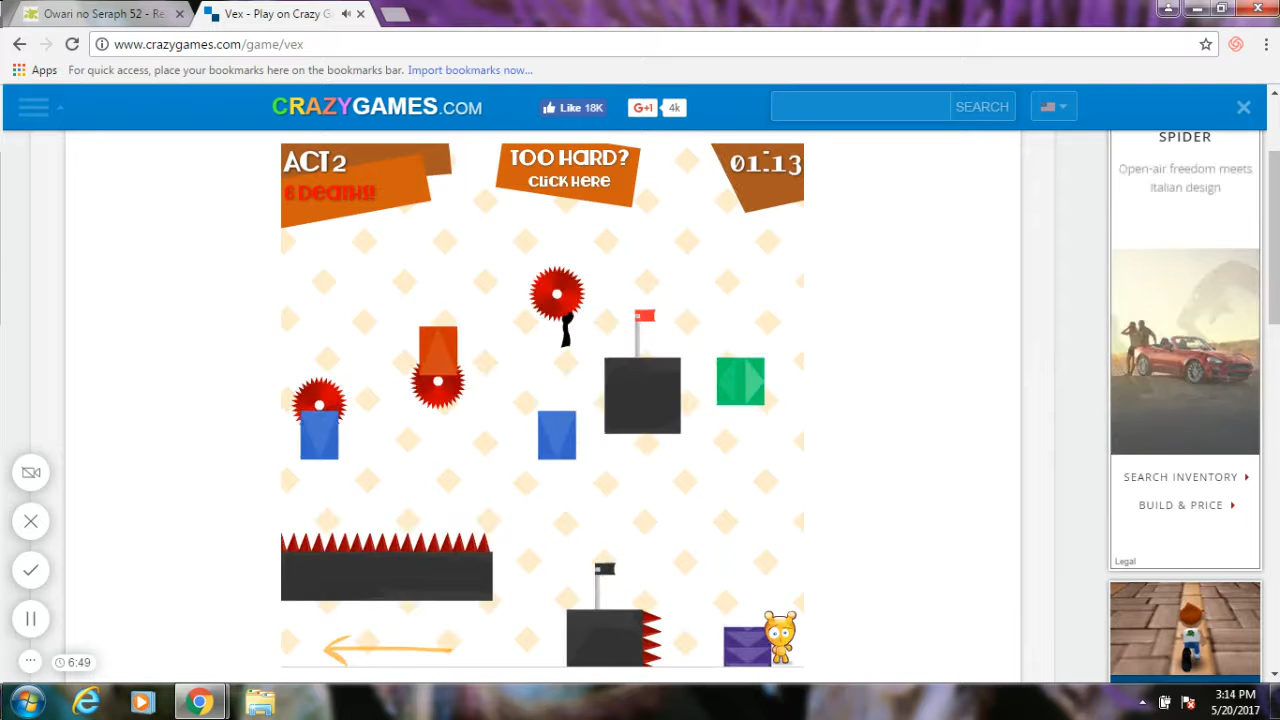 Owari no Seraph 52 - Re
Vex - Play on Crazy G
www.crazygames.com/game/vex
Apps For quick access, place your bookmarks here on the bookmarks bar. Import bookmarks now...
CRAZYGAMES.COM
Like 18K
G+1 4k
SEARCH
SPIDER
Open-air freedom meets
Italian design
ACT 2
6 DEATH!!
TOO HARD?
CLICK HERE
01:13
SEARCH INVENTORY
BUILD & PRICE
Legal
6:49
3:14 PM
5/20/2017